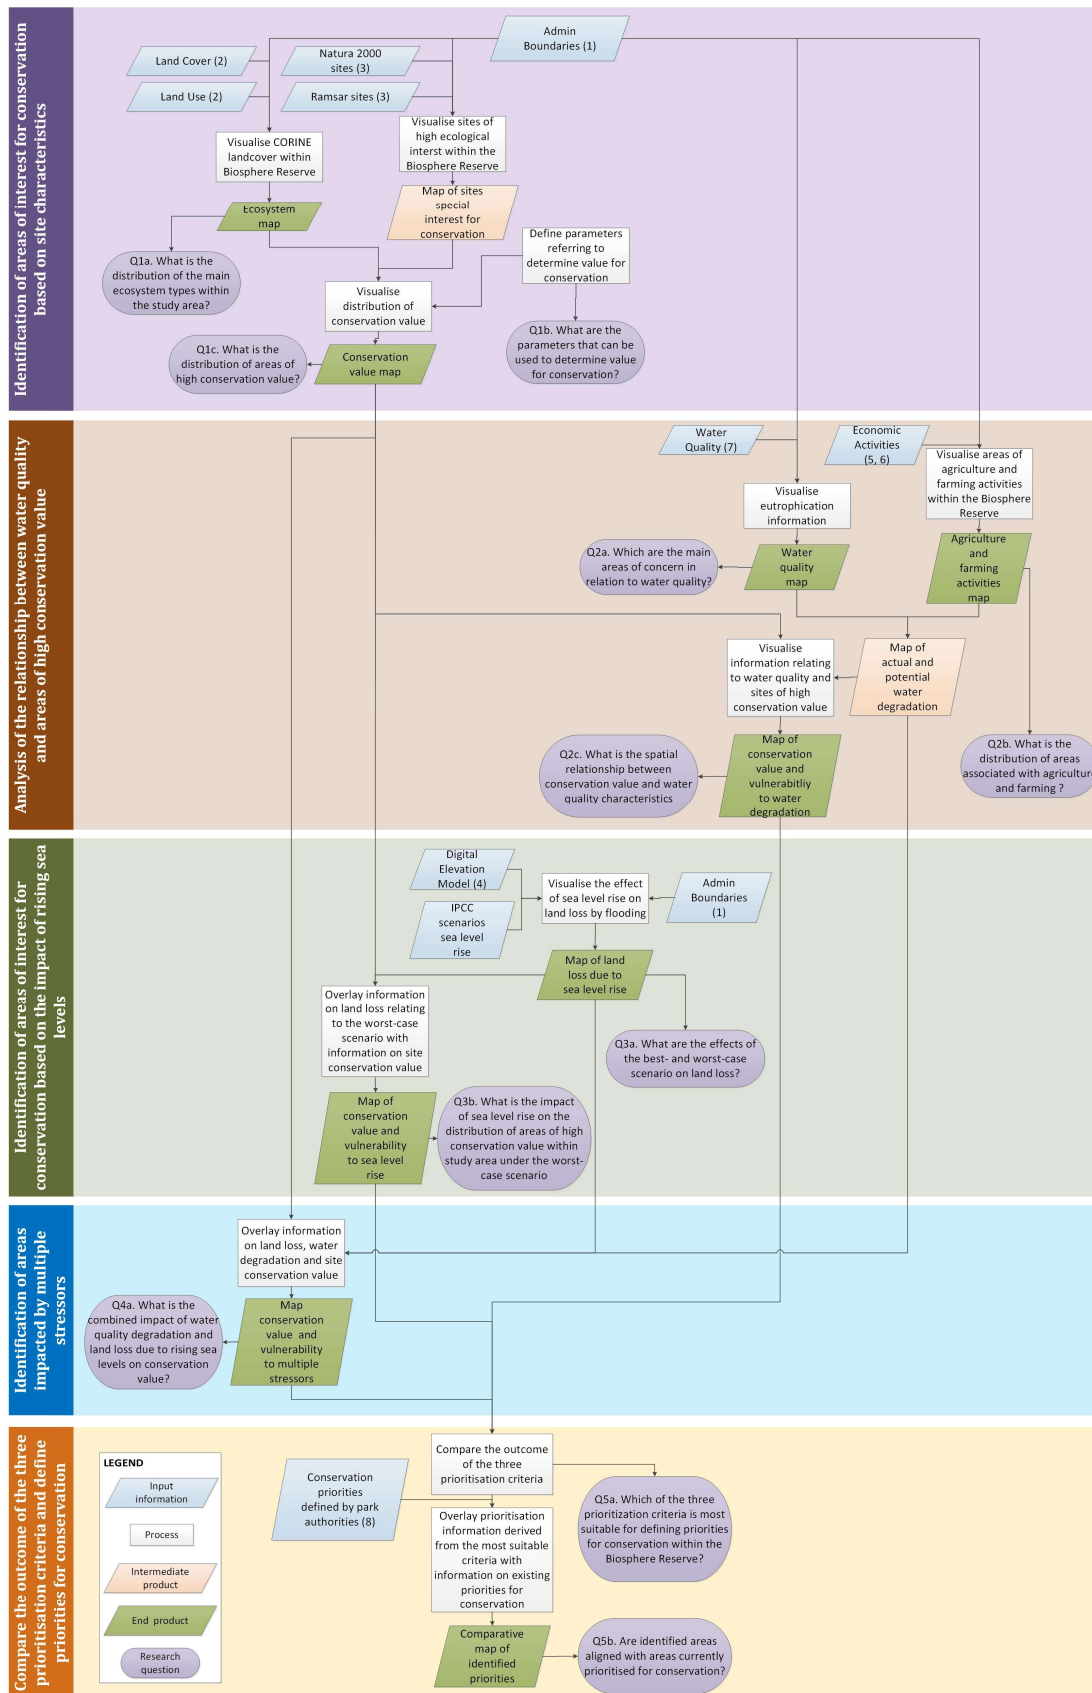 Identification of areas of interest for conservation
based on site characteristics
Admin
Boundaries (1)
Land Cover (2)
Natura 2000
sites (3)
Land Use (2)
Ramsar sites (3)
Visualise CORINE
landcover within
Biosphere Reserve
Visualise sites of
high ecological
interst within the
Biosphere Reserve
Ecosystem
map
Map of sites
special
interest for
conservation
Define parameters
referring to
determine value for
conservation
Q1a. What is the
distribution of the main
ecosystem types within
the study area?
Visualise
distribution of
conservation value
Q1b. What are the
parameters that can be
used to determine value
for conservation?
Q1c. What is the
distribution of areas of
high conservation value?
Conservation
value map
Analysis of the relationship between water quality
and areas of high conservation value
Water
Quality (7)
Economic
Activities
(5, 6)
Visualise areas of
agriculture and
farming activities
within the Biosphere
Reserve
Visualise
eutrophication
information
Q2a. Which are the main
areas of concern in
relation to water quality?
Water
quality
map
Agriculture
and
farming
activities
map
Visualise
information relating
to water quality and
sites of high
conservation value
Map of
actual and
potential
water
degradation
Q2c. What is the spatial
relationship between
conservation value and water
quality characteristics
Map of
conservation
value and
vulnerabitliy
to water
degradation
Q2b. What is the
distribution of areas
associated with agriculture
and farming ?
Identification of areas of interest for
conservation based on the impact of rising sea
levels
Digital
Elevation
Model (4)
IPCC
scenarios
sea level
rise
Visualise the effect
of sea level rise on
land loss by flooding
Admin
Boundaries
(1)
Map of land
loss due to
sea level rise
Overlay information
on land loss relating
to the worst-case
scenario with
information on site
conservation value
Q3a. What are the effects of
the best- and worst-case
scenario on land loss?
Map of
conservation
value and
vulnerability
to sea level
rise
Q3b. What is the impact
of sea level rise on the
distribution of areas of high
conservation value within
study area under the worst-
case scenario
Identification of areas
impacted by multiple
stressors
Overlay information
on land loss, water
degradation and site
conservation value
Q4a. What is the
combined impact of water
quality degradation and
land loss due to rising sea
levels on conservation
value?
Map
conservation
value and
vulnerability
to multiple
stressors
Compare the outcome of the three
prioritisation criteria and define
priorities for conservation
LEGEND
Input
information
Process
Intermediate
product
End product
Research
question
Compare the outcome
of the three
prioritisation criteria
Conservation
priorities
defined by park
authorities (8)
Q5a. Which of the three
prioritization criteria is most
suitable for defining priorities
for conservation within the
Biosphere Reserve?
Overlay prioritisation
information derived
from the most suitable
criteria with
information on existing
priorities for
conservation
Comparative
map of
identified
priorities
Q5b. Are identified areas
aligned with areas currently
prioritised for conservation?